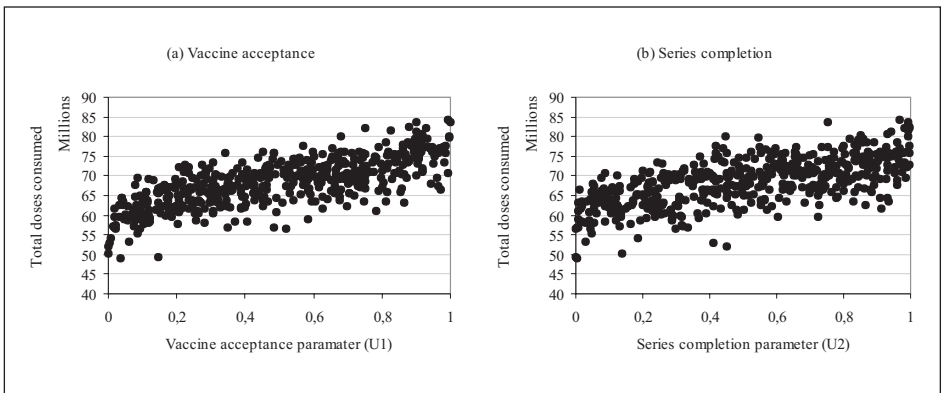 (a) Vaccine acceptance
Total doses consumed
Millions
90
85
80
75
70
65
60
55
50
45
40
0 0,2 0,4 0,6 0,8 1
Vaccine acceptance paramater (U1)
(b) Series completion
Total doses consumed
Millions
90
85
80
75
70
65
60
55
50
45
40
0 0,2 0,4 0,6 0,8 1
Series completion parameter (U2)